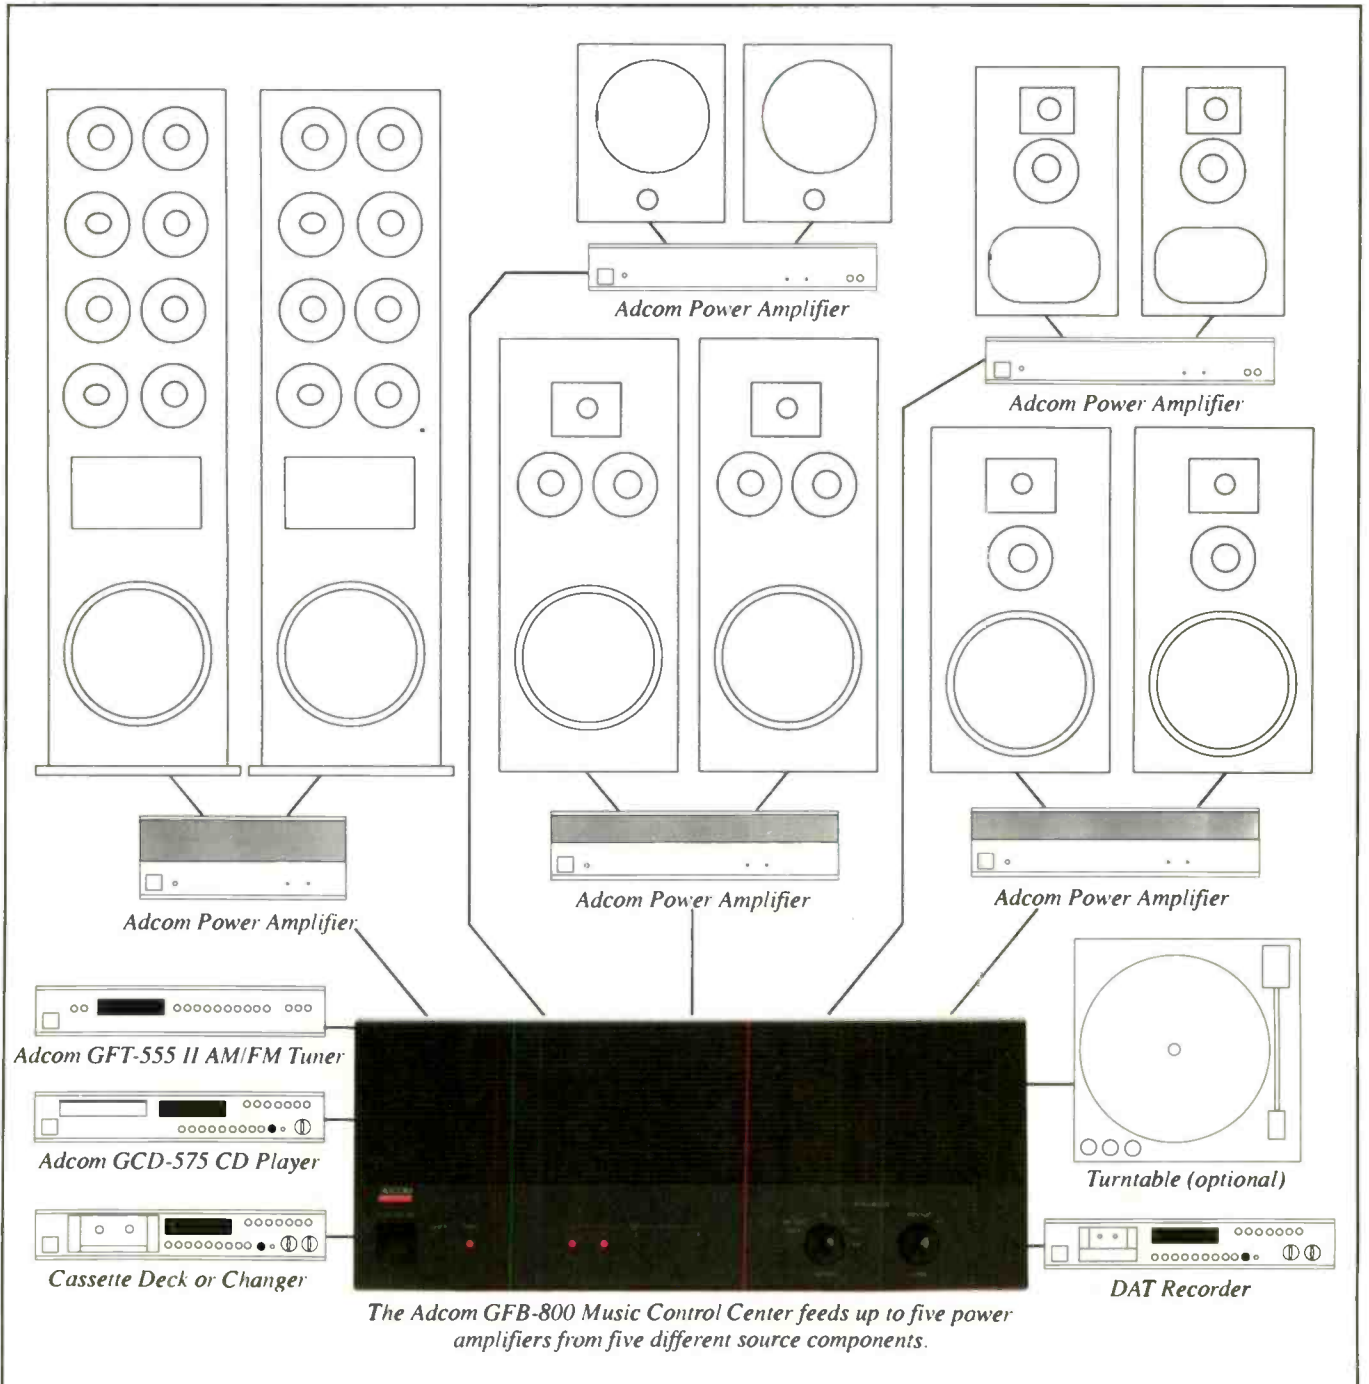 Adcom Power Amplifier
Adcom Power Amplifier
Adcom Power Amplifier
Adcom Power Amplifier
Adcom Power Amplifier
Adcom GFT-555 II AM/FM Tuner
Adcom GCD-575 CD Player
Turntable (optional)
ADCOM
Cassette Deck or Changer
DAT Recorder
The Adcom GFB-800 Music Control Center feeds up to five power
amplifiers from five different source components.